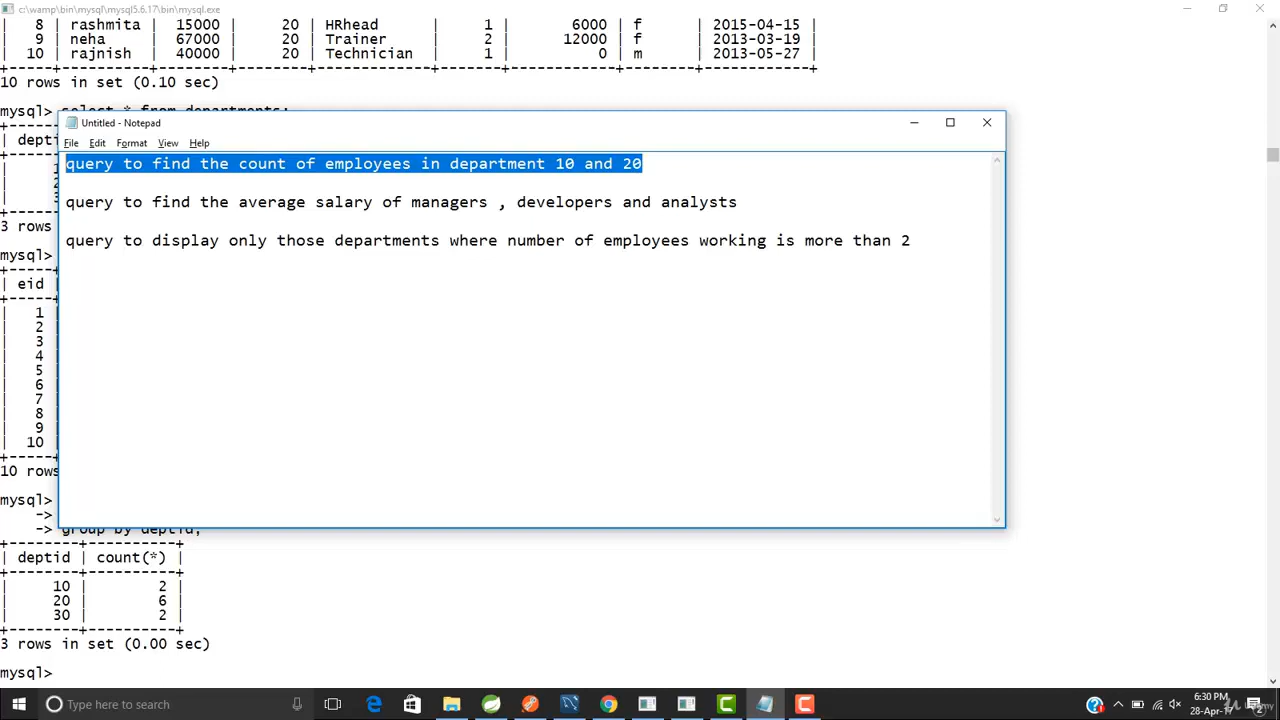 c:\wamp\bin\mysql\mysql5.6.17\bin\mysql.exe
| 8 | rashmita | 15000 | 20 | HRhead | 1 | 6000 | f | 2015-04-15 |
| 9 | neha | 67000 | 20 | Trainer | 2 | 12000 | f | 2013-03-19 |
| 10 | rajnish | 40000 | 20 | Technician | 1 | 0 | m | 2013-05-27 |
10 rows in set (0.10 sec)
mysql> select * from departments;
Untitled - Notepad
| dept
File Edit Format View Help
query to find the count of employees in department 10 and 20
query to find the average salary of managers , developers and analysts
3 rows
query to display only those departments where number of employees working is more than 2
mysql>
| eid |
| 1 |
| 2 |
| 3 |
| 4 |
| 5 |
| 6 |
| 7 |
| 8 |
| 9 |
| 10 |
10 rows
mysql>
->
-> group by deptid;
| deptid | count(*) |
| 10 | 2 |
| 20 | 6 |
| 30 | 2 |
3 rows in set (0.00 sec)
mysql>
Type here to search
6:30 PM
28-Apr-17